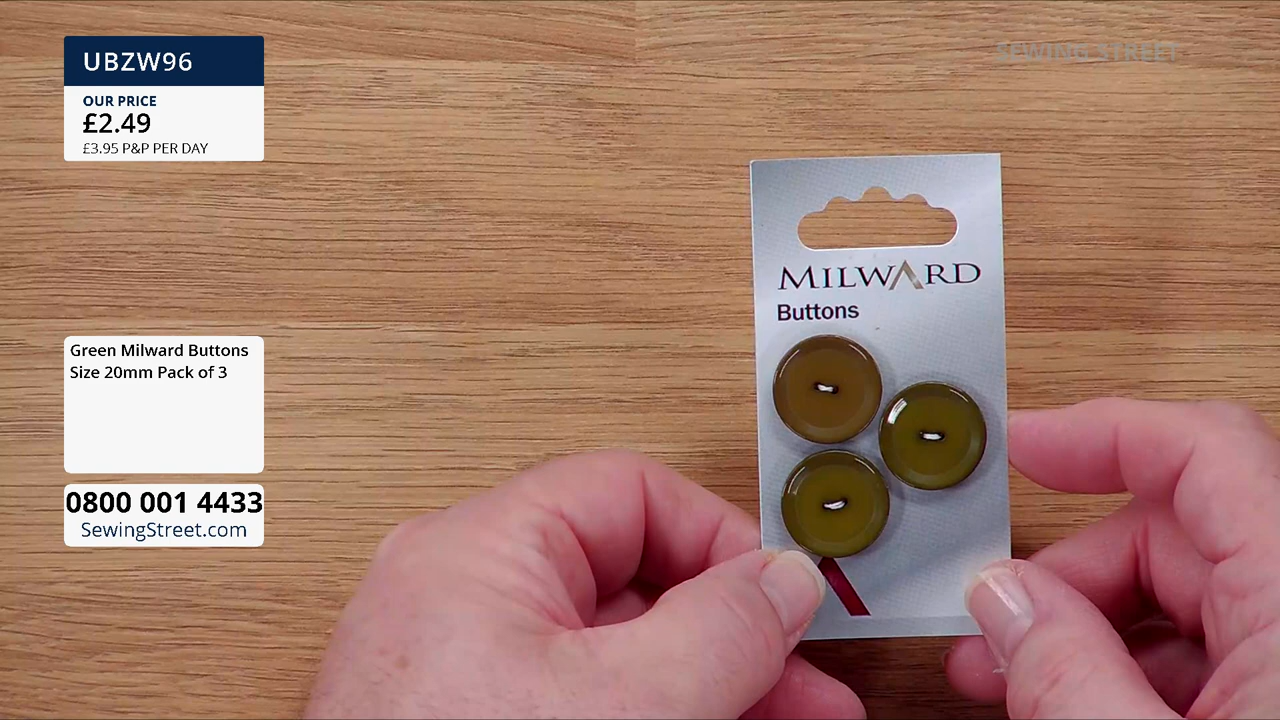 UBZW96
OUR PRICE
£2.49
£3.95 P&P PER DAY
SEWING STREET
MILWARD
Buttons
Green Milward Buttons
Size 20mm Pack of 3
0800 001 4433
SewingStreet.com